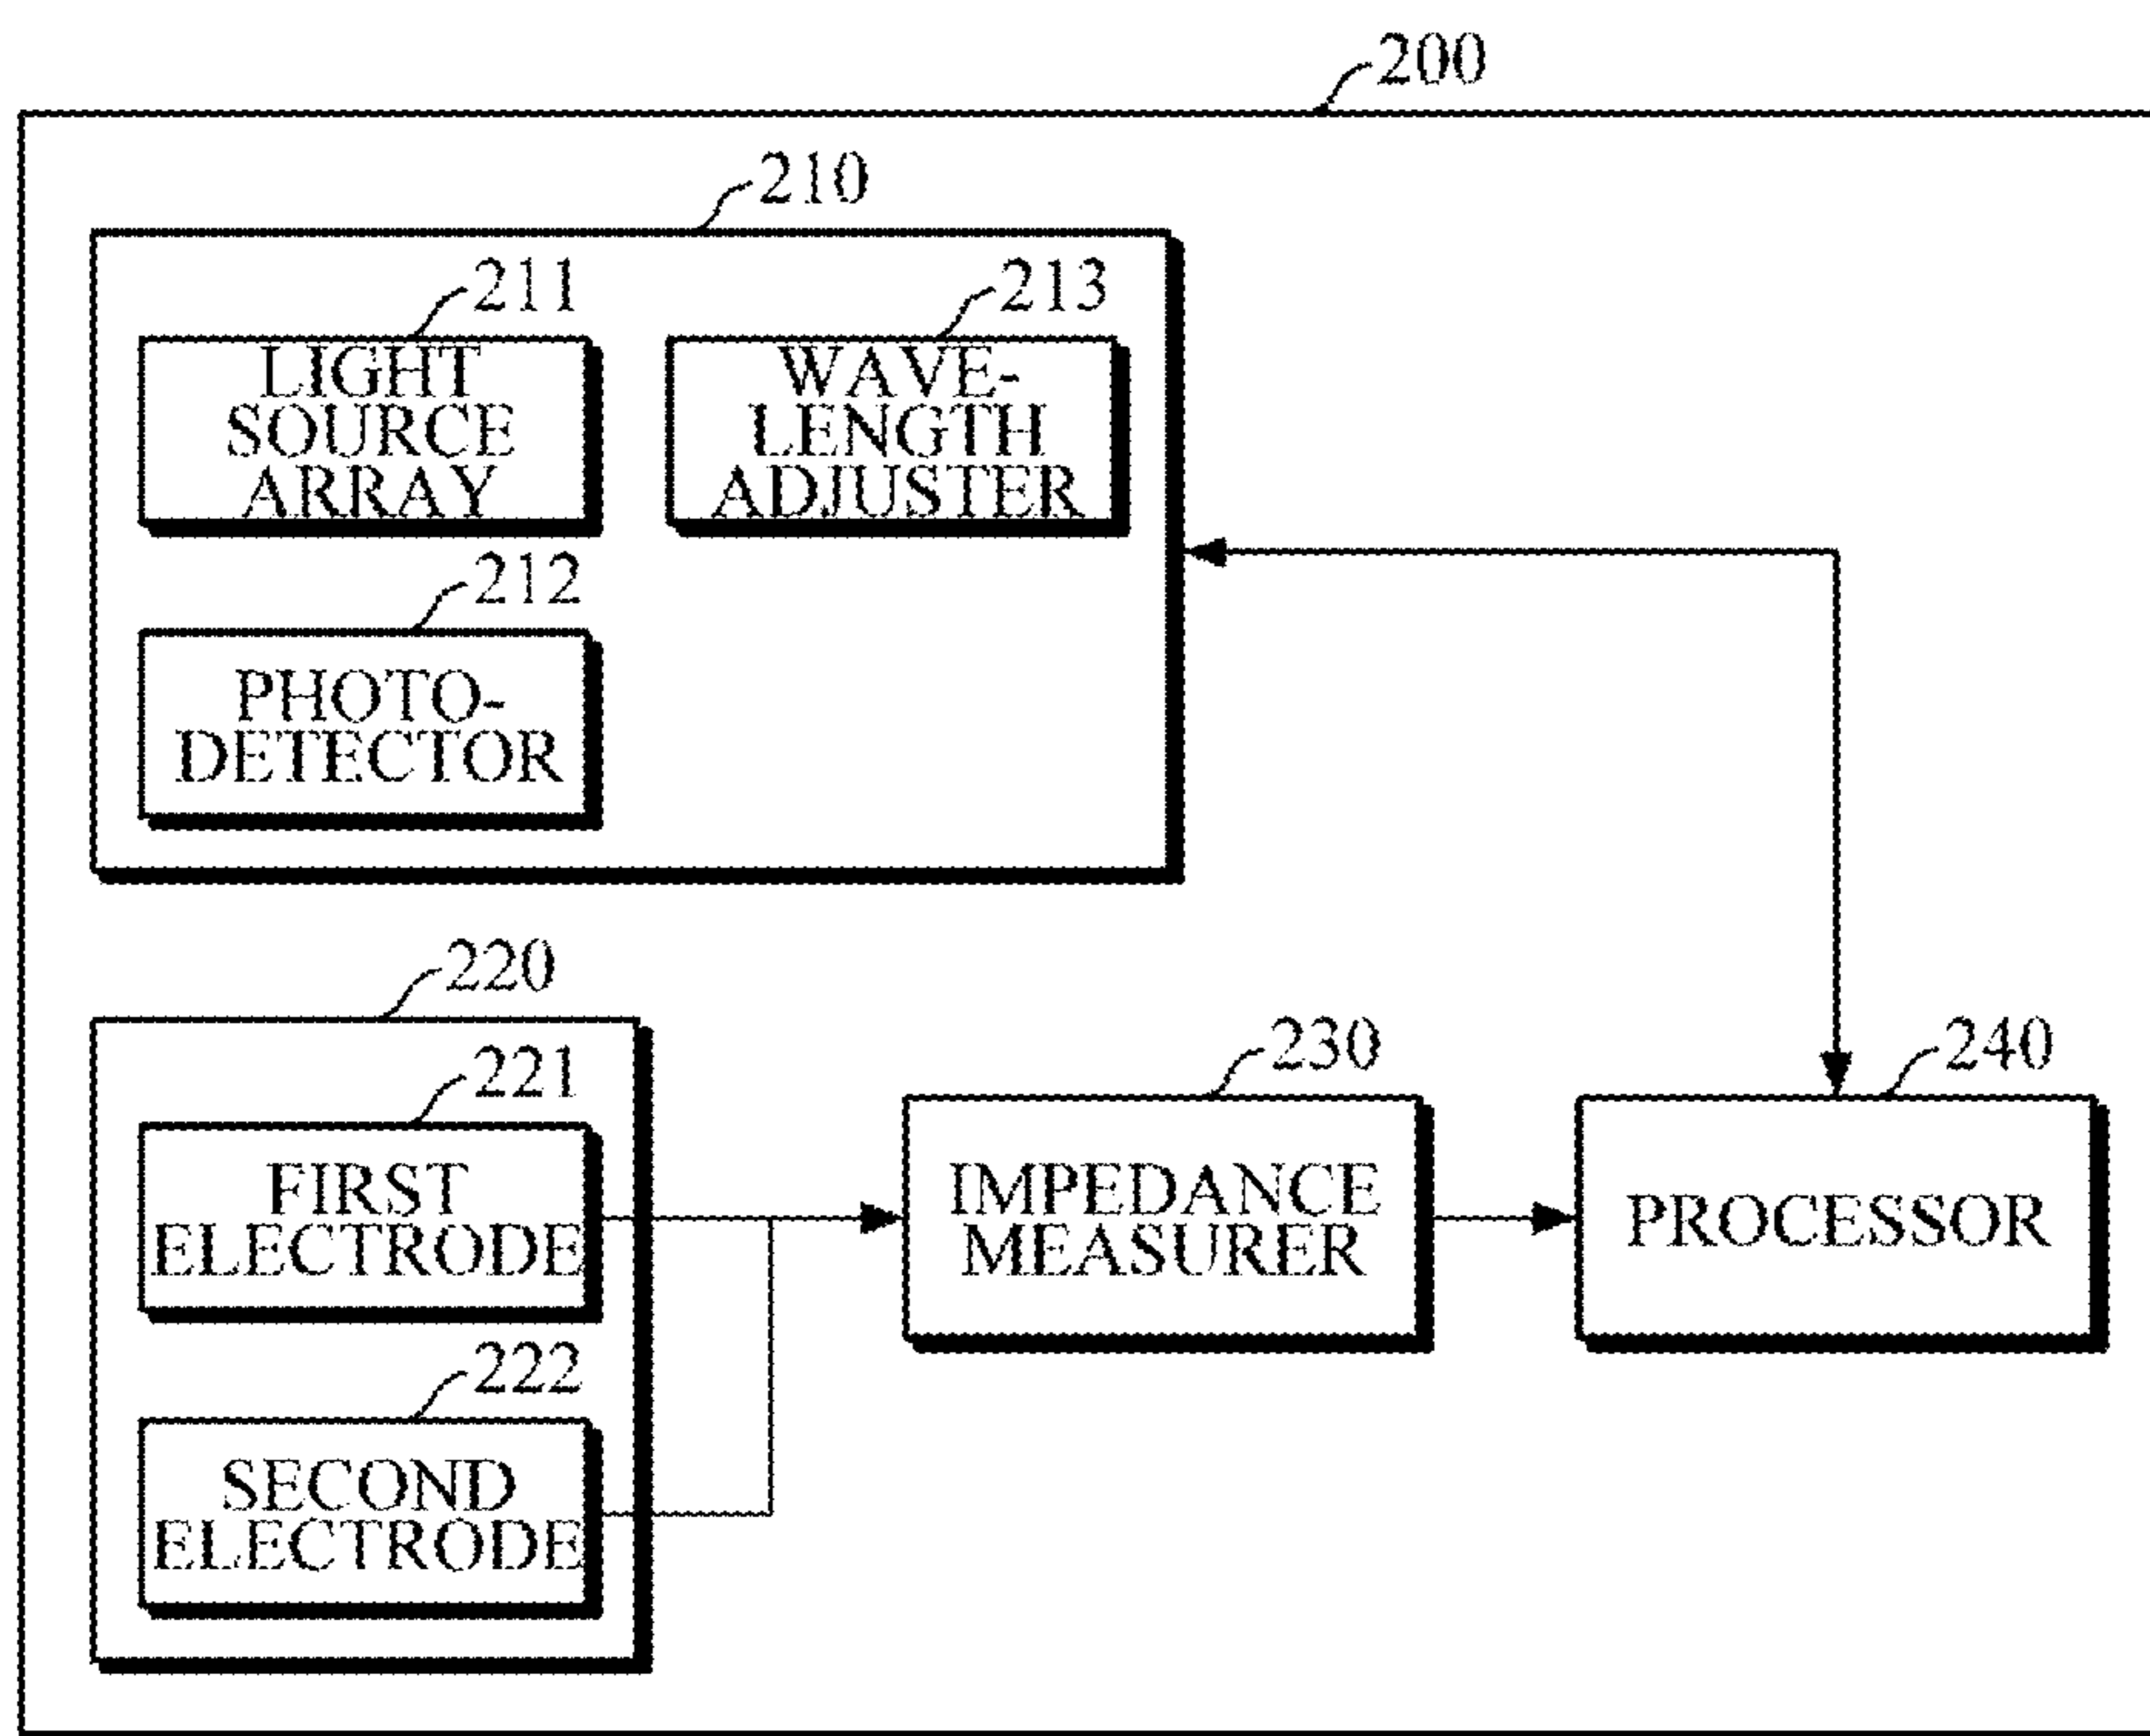 200
210
211
213
LIGHT
SOURCE
ARRAY
WAVE-
LENGTH
ADJUSTER
212
PHOTO-
DETECTOR
220
221
FIRST
ELECTRODE
222
SECOND
ELECTRODE
230
IMPEDANCE
MEASURER
240
PROCESSOR